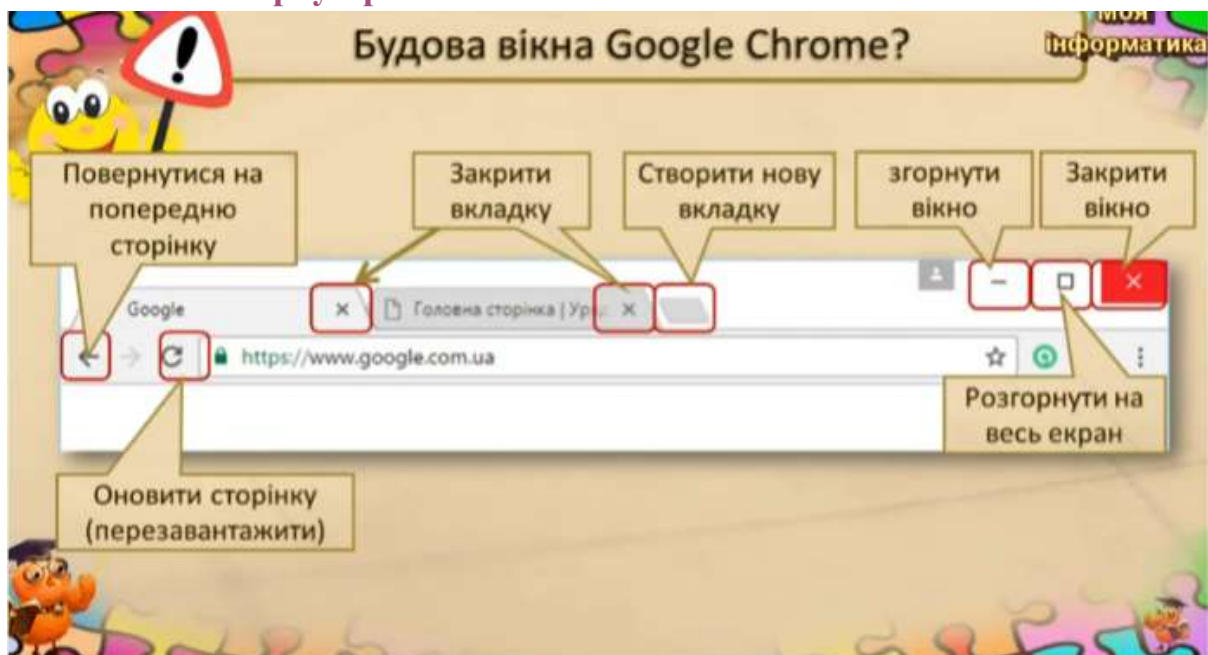 Будова вікна Google Chrome?
Моя
інформатика
Повернутися на
попередню
сторінку
Закрити
вкладку
Створити нову
вкладку
згорнути
вікно
Закрити
вікно
Google
Головна сторінка | Ур
https://www.google.com.ua
Розгорнути на
весь екран
Оновити сторінку
(перезавантажити)